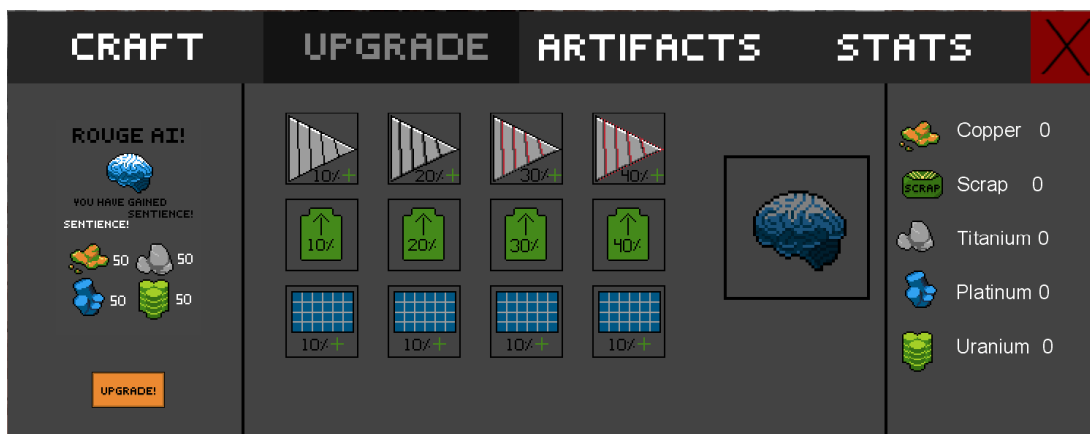 CRAFT
UPGRADE
ARTIFACTS
STATS
X
ROUGE AI!
YOU HAVE GAINED
SENTIENCE!
SENTIENCE!
50 50
50 50
UPGRADE!
10%+ 20%+ 30%+ 40%+
10% 20% 30% 40%
10%+ 10%+ 10%+ 10%+
Copper 0
SCRAP
Scrap 0
Titanium 0
Platinum 0
Uranium 0